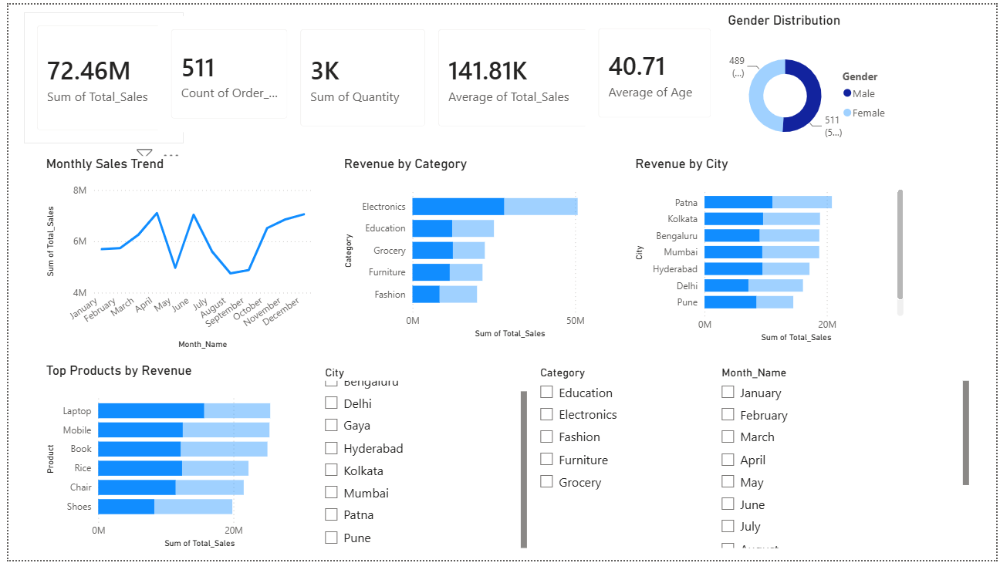 72.46M
Sum of Total_Sales
511
Count of Order_...
3K
Sum of Quantity
141.81K
Average of Total_Sales
40.71
Average of Age
Gender Distribution
489
(...)
511
(5...)
Gender
Male
Female
Monthly Sales Trend
Sum of Total_Sales
8M
6M
4M
January
February
March
April
May
June
July
August
September
October
November
December
Month_Name
Revenue by Category
Category
Electronics
Education
Grocery
Furniture
Fashion
0M
50M
Sum of Total_Sales
Revenue by City
City
Patna
Kolkata
Bengaluru
Mumbai
Hyderabad
Delhi
Pune
0M
20M
Sum of Total_Sales
Top Products by Revenue
Product
Laptop
Mobile
Book
Rice
Chair
Shoes
0M
20M
Sum of Total_Sales
City
Bengaluru
Delhi
Gaya
Hyderabad
Kolkata
Mumbai
Patna
Pune
Category
Education
Electronics
Fashion
Furniture
Grocery
Month_Name
January
February
March
April
May
June
July
August